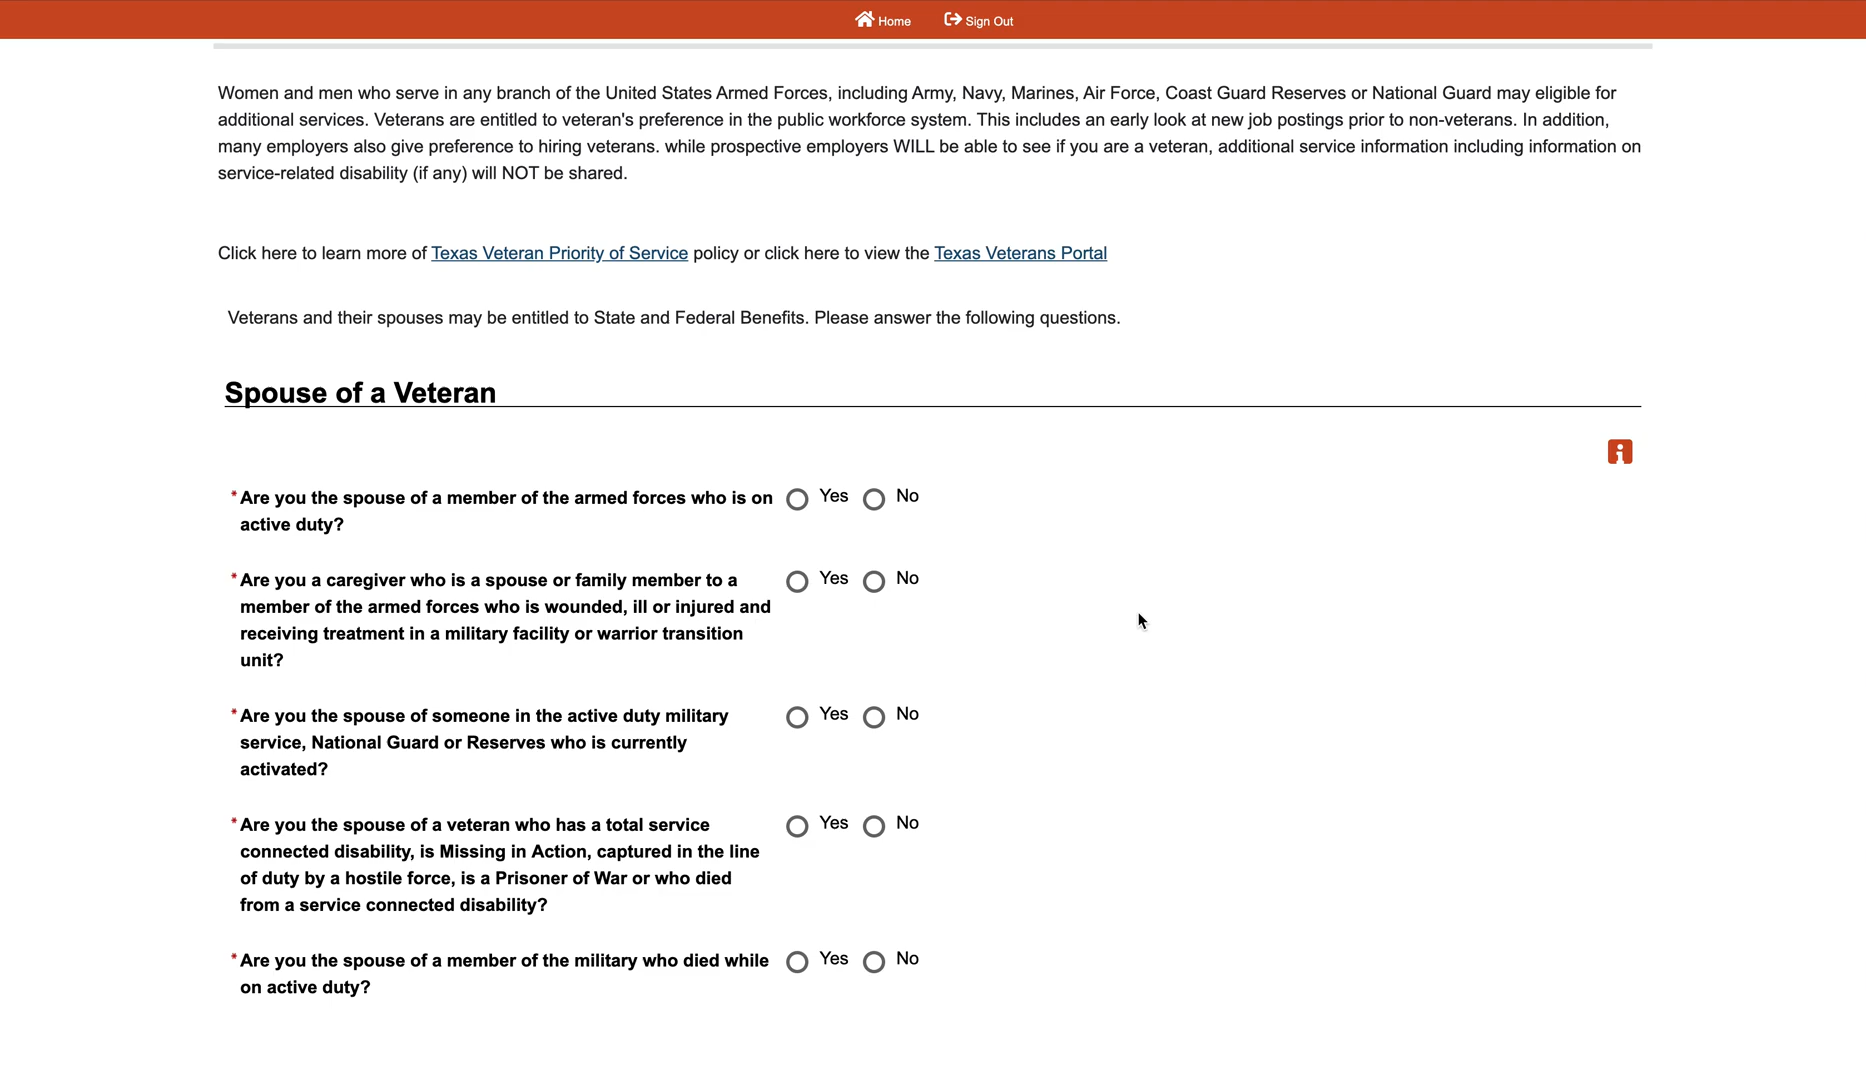 Home Sign Out
Women and men who serve in any branch of the United States Armed Forces, including Army, Navy, Marines, Air Force, Coast Guard Reserves or National Guard may eligible for
additional services. Veterans are entitled to veteran's preference in the public workforce system. This includes an early look at new job postings prior to non-veterans. In addition,
many employers also give preference to hiring veterans. while prospective employers WILL be able to see if you are a veteran, additional service information including information on
service-related disability (if any) will NOT be shared.
Click here to learn more of Texas Veteran Priority of Service policy or click here to view the Texas Veterans Portal
Veterans and their spouses may be entitled to State and Federal Benefits. Please answer the following questions.
Spouse of a Veteran
*Are you the spouse of a member of the armed forces who is on Yes No
active duty?
*Are you a caregiver who is a spouse or family member to a Yes No
member of the armed forces who is wounded, ill or injured and
receiving treatment in a military facility or warrior transition
unit?
*Are you the spouse of someone in the active duty military Yes No
service, National Guard or Reserves who is currently
activated?
*Are you the spouse of a veteran who has a total service Yes No
connected disability, is Missing in Action, captured in the line
of duty by a hostile force, is a Prisoner of War or who died
from a service connected disability?
*Are you the spouse of a member of the military who died while Yes No
on active duty?